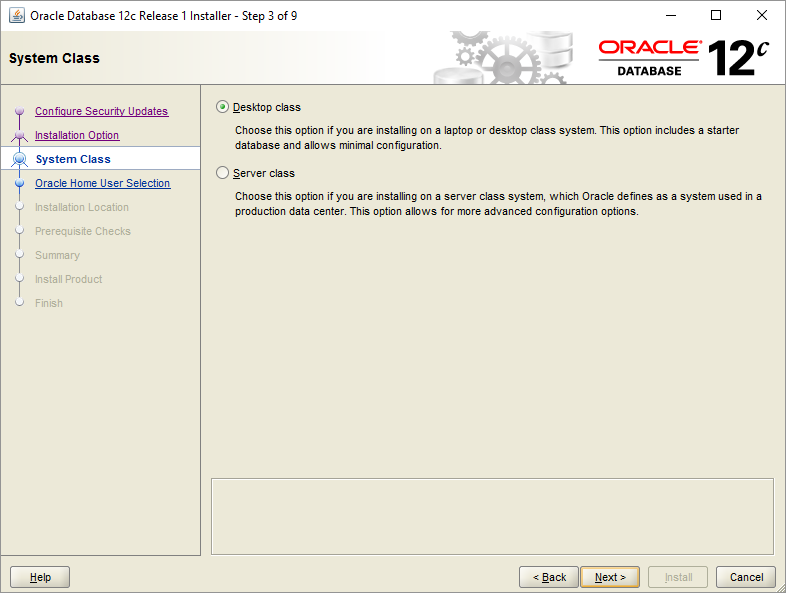 Oracle Database 12c Release 1 Installer - Step 3 of 9
System Class
ORACLE®
DATABASE
12c
Configure Security Updates
Installation Option
System Class
Oracle Home User Selection
Installation Location
Prerequisite Checks
Summary
Install Product
Finish
Desktop class
Choose this option if you are installing on a laptop or desktop class system. This option includes a starter
database and allows minimal configuration.
Server class
Choose this option if you are installing on a server class system, which Oracle defines as a system used in a
production data center. This option allows for more advanced configuration options.
Help
< Back
Next >
Install
Cancel